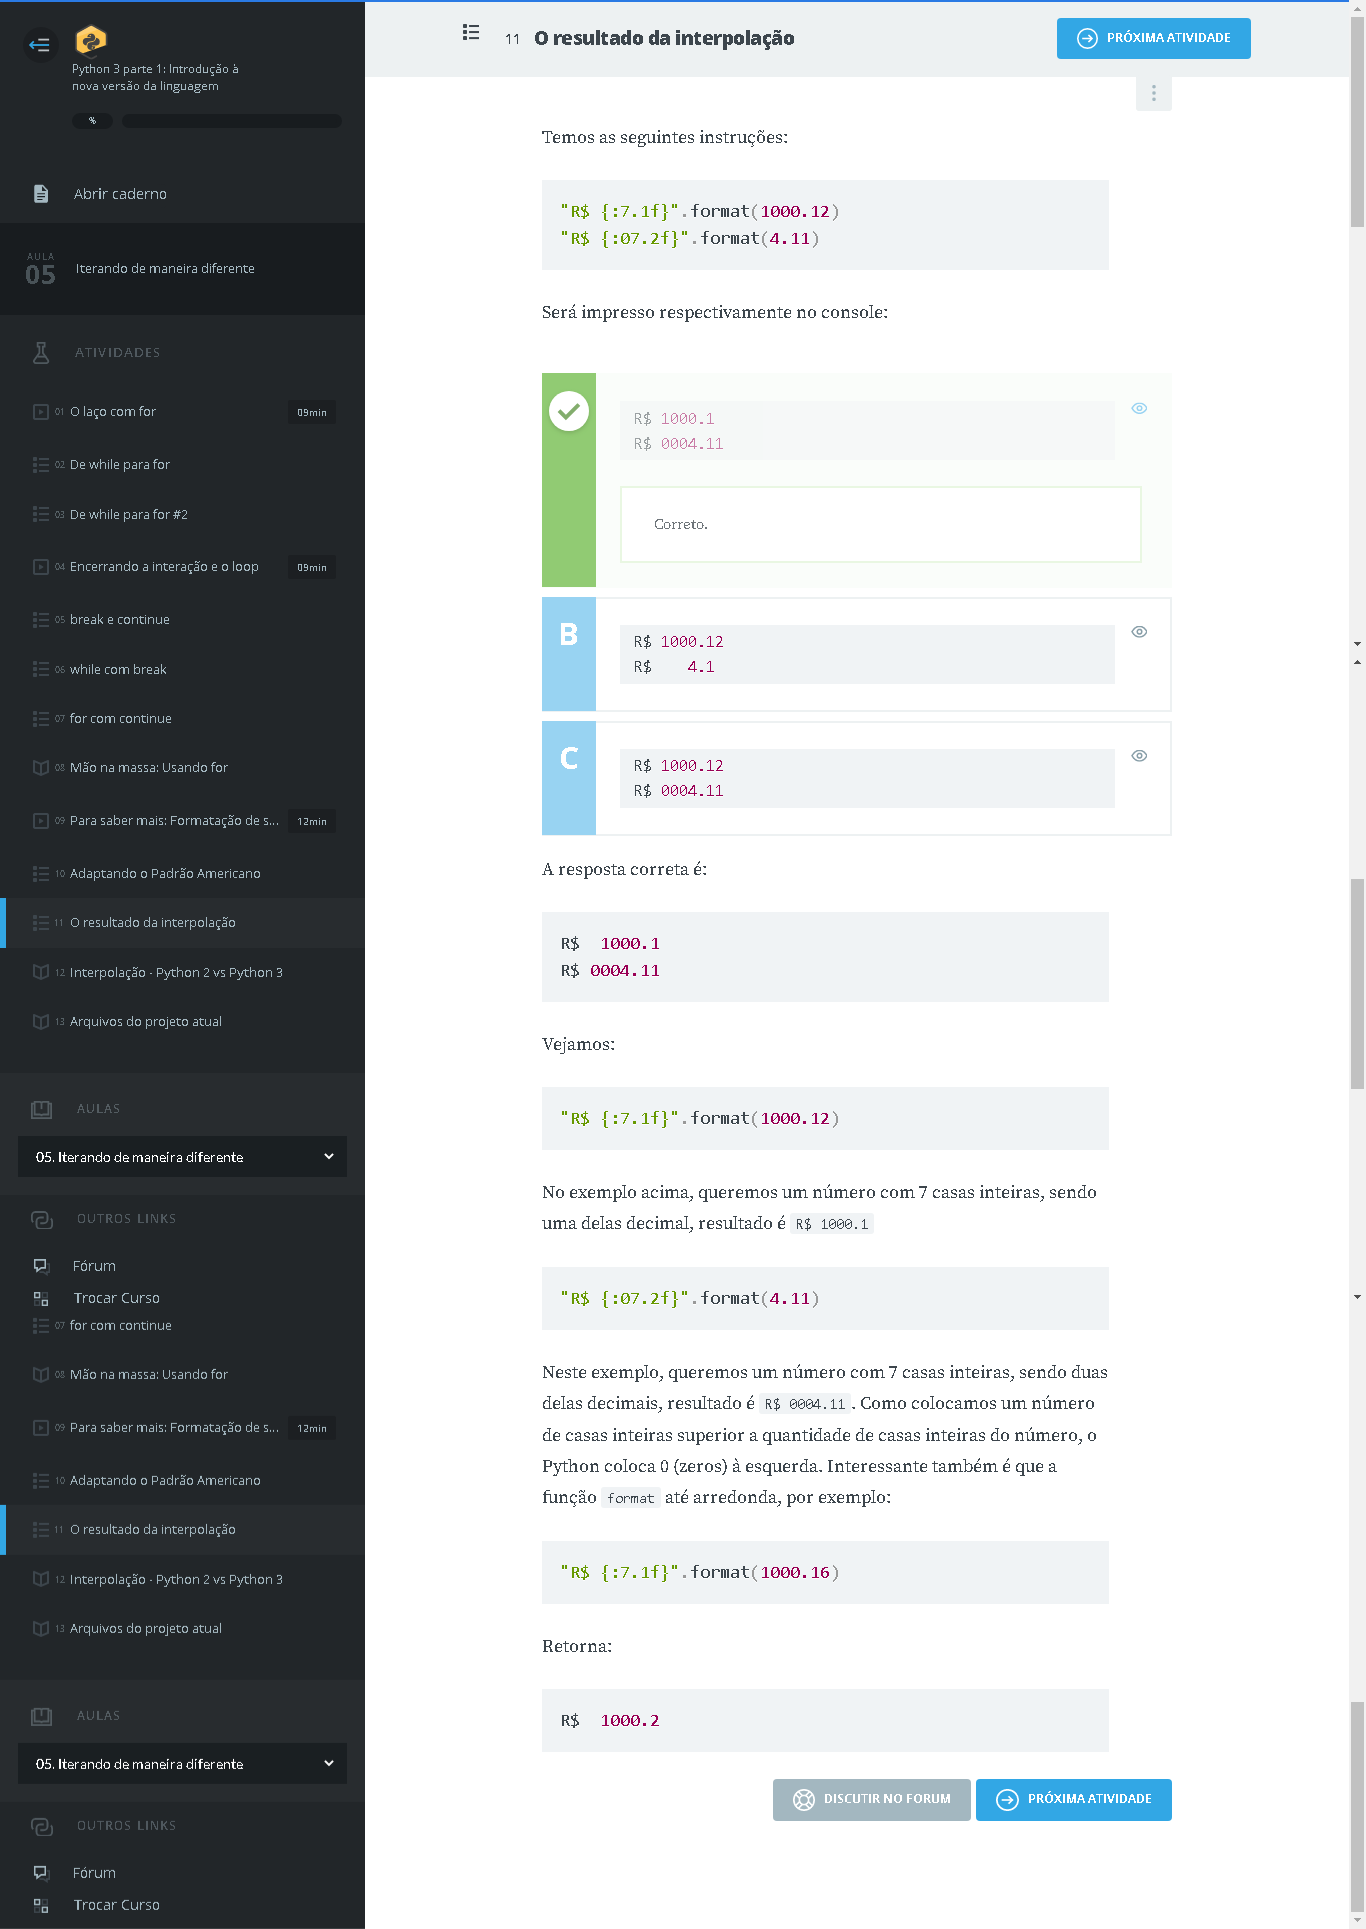 Python 3 parte 1: Introdução à
nova versão da linguagem
%
Abrir caderno
AULA
05
Iterando de maneira diferente
ATIVIDADES
01 O laço com for 09min
02 De while para for
03 De while para for #2
04 Encerrando a interação e o loop 09min
05 break e continue
06 while com break
07 for com continue
08 Mão na massa: Usando for
09 Para saber mais: Formatação de s... 12min
10 Adaptando o Padrão Americano
11 O resultado da interpolação
12 Interpolação - Python 2 vs Python 3
13 Arquivos do projeto atual
AULAS
05. Iterando de maneira diferente
OUTROS LINKS
Fórum
Trocar Curso
07 for com continue
08 Mão na massa: Usando for
09 Para saber mais: Formatação de s... 12min
10 Adaptando o Padrão Americano
11 O resultado da interpolação
12 Interpolação - Python 2 vs Python 3
13 Arquivos do projeto atual
AULAS
05. Iterando de maneira diferente
OUTROS LINKS
Fórum
Trocar Curso
11 O resultado da interpolação
PRÓXIMA ATIVIDADE
Temos as seguintes instruções:
"R$ {:7.1f}".format(1000.12)
"R$ {:07.2f}".format(4.11)
Será impresso respectivamente no console:
R$ 1000.1
R$ 0004.11
Correto.
B
R$ 1000.12
R$    4.1
C
R$ 1000.12
R$ 0004.11
A resposta correta é:
R$  1000.1
R$ 0004.11
Vejamos:
"R$ {:7.1f}".format(1000.12)
No exemplo acima, queremos um número com 7 casas inteiras, sendo
uma delas decimal, resultado é R$ 1000.1
"R$ {:07.2f}".format(4.11)
Neste exemplo, queremos um número com 7 casas inteiras, sendo duas
delas decimais, resultado é R$ 0004.11 . Como colocamos um número
de casas inteiras superior a quantidade de casas inteiras do número, o
Python coloca 0 (zeros) à esquerda. Interessante também é que a
função format até arredonda, por exemplo:
"R$ {:7.1f}".format(1000.16)
Retorna:
R$  1000.2
DISCUTIR NO FORUM
PRÓXIMA ATIVIDADE